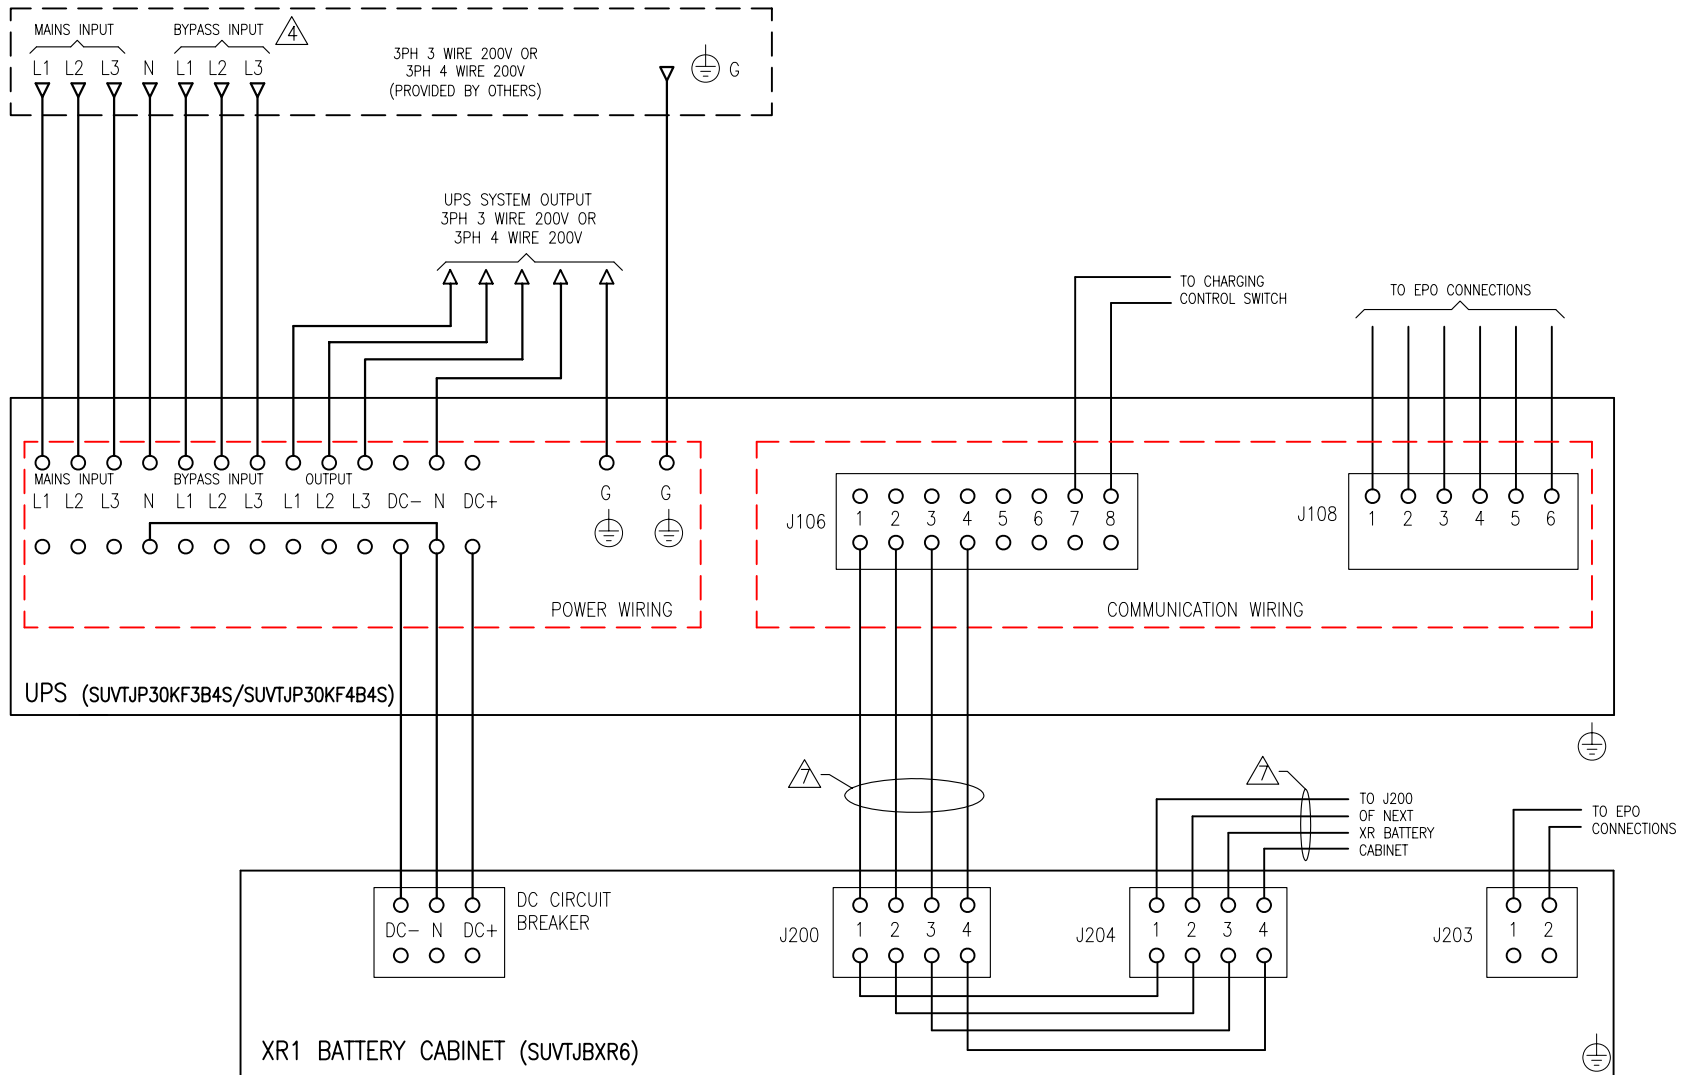 MAINS INPUT
BYPASS INPUT
4
L1 L2 L3 N L1 L2 L3
3PH 3 WIRE 200V OR
3PH 4 WIRE 200V
(PROVIDED BY OTHERS)
G
UPS SYSTEM OUTPUT
3PH 3 WIRE 200V OR
3PH 4 WIRE 200V
TO CHARGING
CONTROL SWITCH
TO EPO CONNECTIONS
MAINS INPUT
BYPASS INPUT
OUTPUT
L1 L2 L3 N L1 L2 L3 L1 L2 L3 DC- N DC+
G G
POWER WIRING
J106
1 2 3 4 5 6 7 8
J108
1 2 3 4 5 6
COMMUNICATION WIRING
UPS (SUVTJP30KF3B4S/SUVTJP30KF4B4S)
7
7
TO J200
OF NEXT
XR BATTERY
CABINET
TO EPO
CONNECTIONS
DC- N DC+
DC CIRCUIT
BREAKER
J200
1 2 3 4
J204
1 2 3 4
J203
1 2
XR1 BATTERY CABINET (SUVTJBXR6)